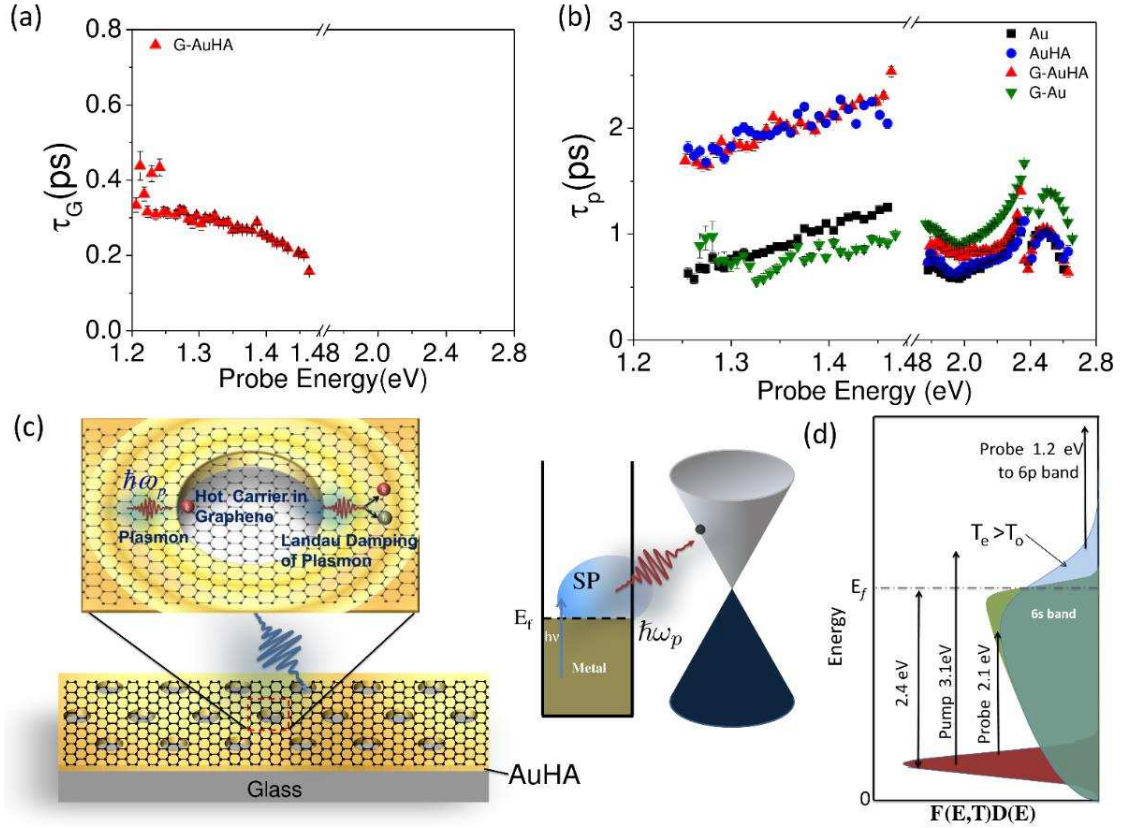 (a)
G-AuHA
τG(ps)
0.8
0.6
0.4
0.2
0.0
1.2 1.3 1.4 1.48 2.0 2.4 2.8
Probe Energy(eV)
(b)
Au
AuHA
G-AuHA
G-Au
τp(ps)
3
2
1
0
1.2 1.3 1.4 1.48 2.0 2.4 2.8
Probe Energy (eV)
(c)
ℏωp
Hot Carrier in
Graphene
Plasmon
Landau Damping
of Plasmon
e
AuHA
Glass
SP
Ef
hν
ℏωp
Metal
(d)
Probe 1.2 eV
to 6p band
Te>To
Ef
6s band
Energy
2.4 eV
Pump 3.1eV
Probe 2.1 eV
0
F(E,T)D(E)